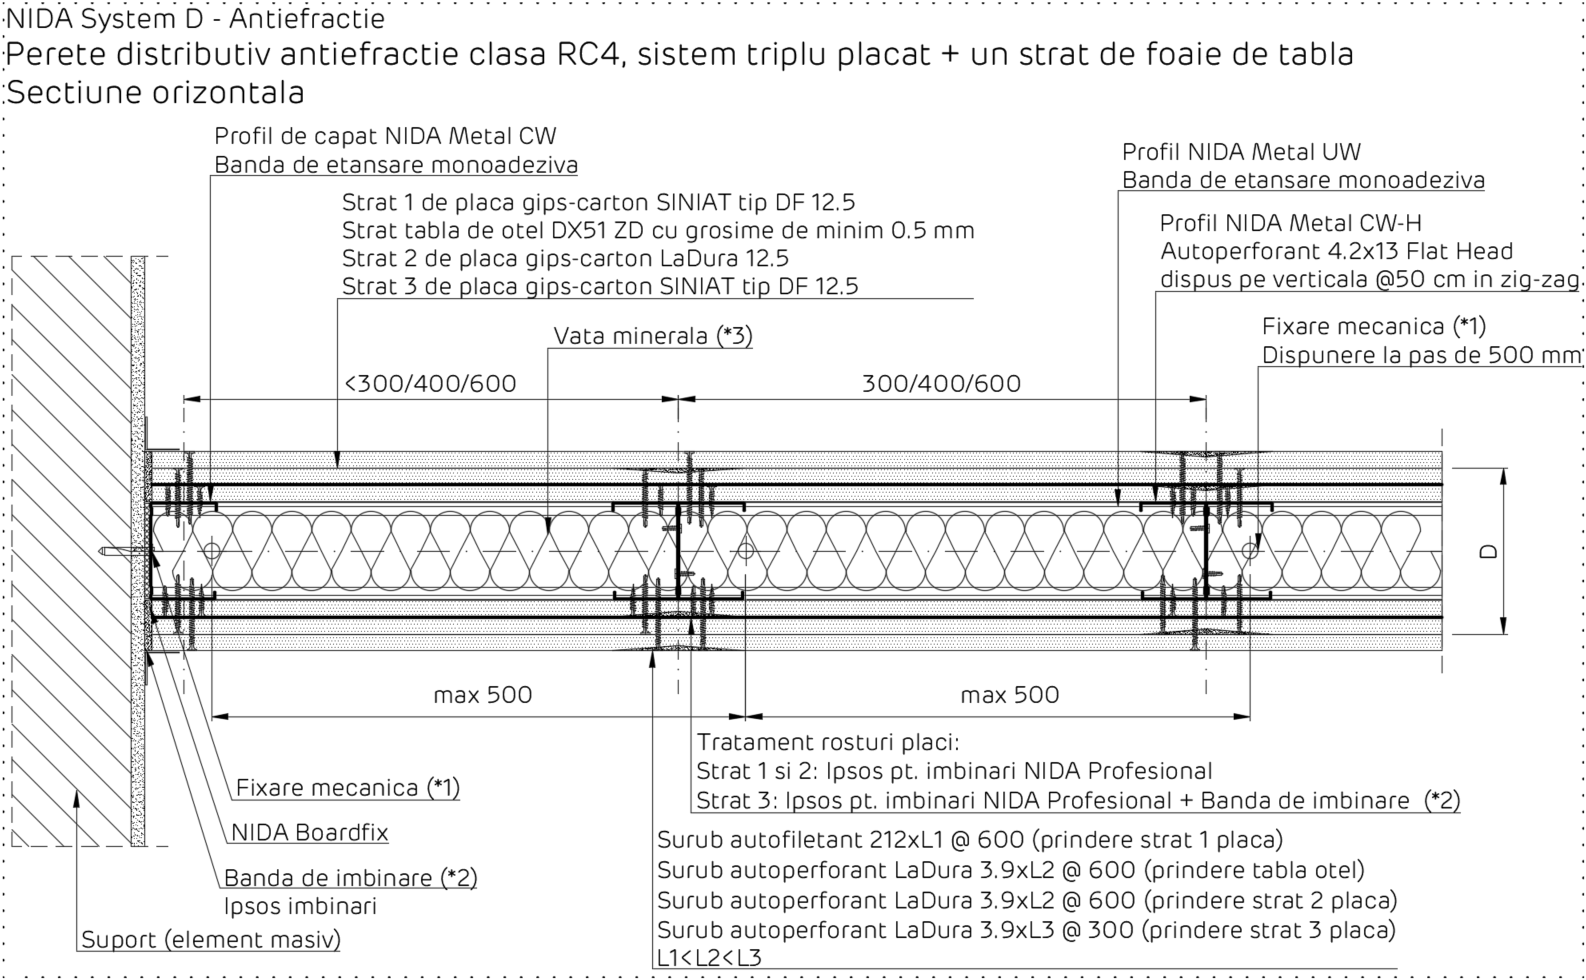 NIDA System D - Antiefractie
Perete distributiv antiefractie clasa RC4, sistem triplu placat + un strat de foaie de tabla
Sectiune orizontala
Profil de capat NIDA Metal CW
Banda de etansare monoadeziva
Strat 1 de placa gips-carton SINIAT tip DF 12.5
Strat tabla de otel DX51 ZD cu grosime de minim 0.5 mm
Strat 2 de placa gips-carton LaDura 12.5
Strat 3 de placa gips-carton SINIAT tip DF 12.5
Vata minerala (*3)
Profil NIDA Metal UW
Banda de etansare monoadeziva
Profil NIDA Metal CW-H
Autoperforant 4.2x13 Flat Head
dispus pe verticala @50 cm in zig-zag
Fixare mecanica (*1)
Dispunere la pas de 500 mm
<300/400/600
300/400/600
D
max 500
max 500
Tratament rosturi placi:
Strat 1 si 2: Ipsos pt. imbinari NIDA Profesional
Strat 3: Ipsos pt. imbinari NIDA Profesional + Banda de imbinare (*2)
Fixare mecanica (*1)
NIDA Boardfix
Banda de imbinare (*2)
Ipsos imbinari
Suport (element masiv)
Surub autofiletant 212xL1 @ 600 (prindere strat 1 placa)
Surub autoperforant LaDura 3.9xL2 @ 600 (prindere tabla otel)
Surub autoperforant LaDura 3.9xL2 @ 600 (prindere strat 2 placa)
Surub autoperforant LaDura 3.9xL3 @ 300 (prindere strat 3 placa)
L1<L2<L3